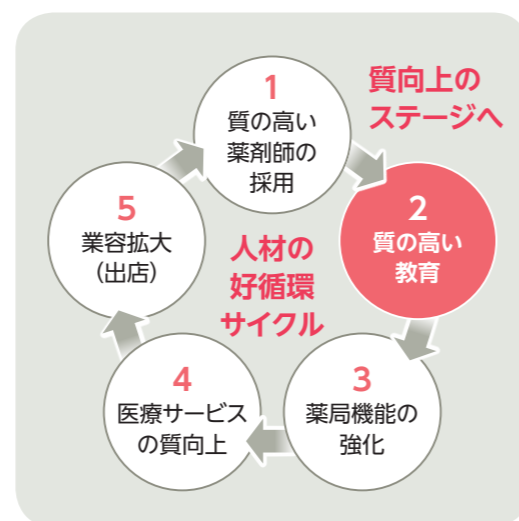 質向上の
ステージへ
1
質の高い
薬剤師の
採用
2
質の高い
教育
3
薬局機能の
強化
4
医療サービス
の質向上
5
業容拡大
（出店）
人材の
好循環
サイクル